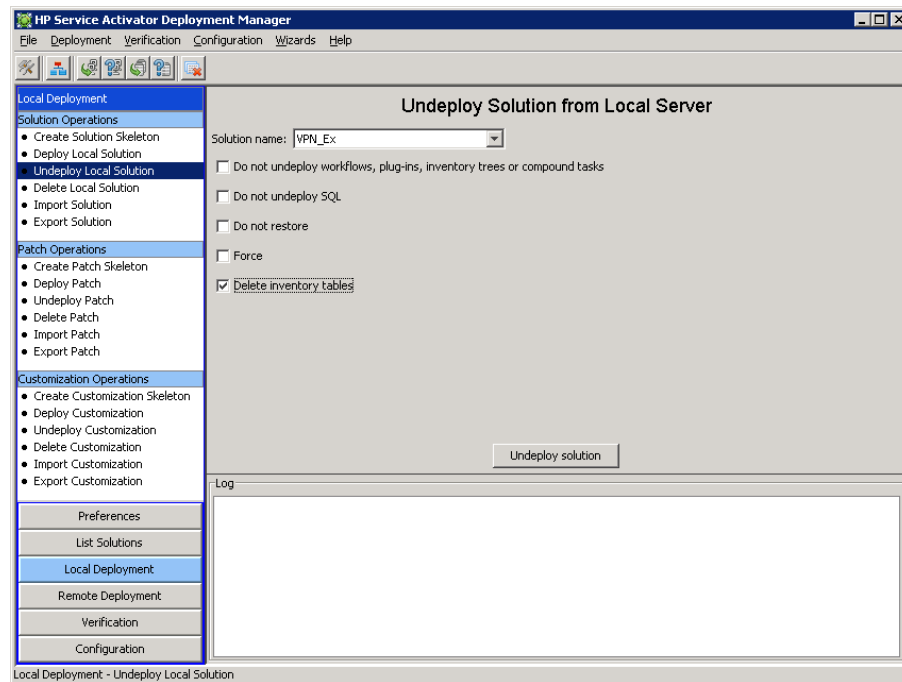 HP Service Activator Deployment Manager
File Deployment Verification Configuration Wizards Help
Local Deployment
Solution Operations
Create Solution Skeleton
Deploy Local Solution
Undeploy Local Solution
Delete Local Solution
Import Solution
Export Solution
Patch Operations
Create Patch Skeleton
Deploy Patch
Undeploy Patch
Delete Patch
Import Patch
Export Patch
Customization Operations
Create Customization Skeleton
Deploy Customization
Undeploy Customization
Delete Customization
Import Customization
Export Customization
Preferences
List Solutions
Local Deployment
Remote Deployment
Verification
Configuration
Undeploy Solution from Local Server
Solution name: VPN_Ex
Do not undeploy workflows, plug-ins, inventory trees or compound tasks
Do not undeploy SQL
Do not restore
Force
Delete inventory tables
Undeploy solution
Log
Local Deployment - Undeploy Local Solution